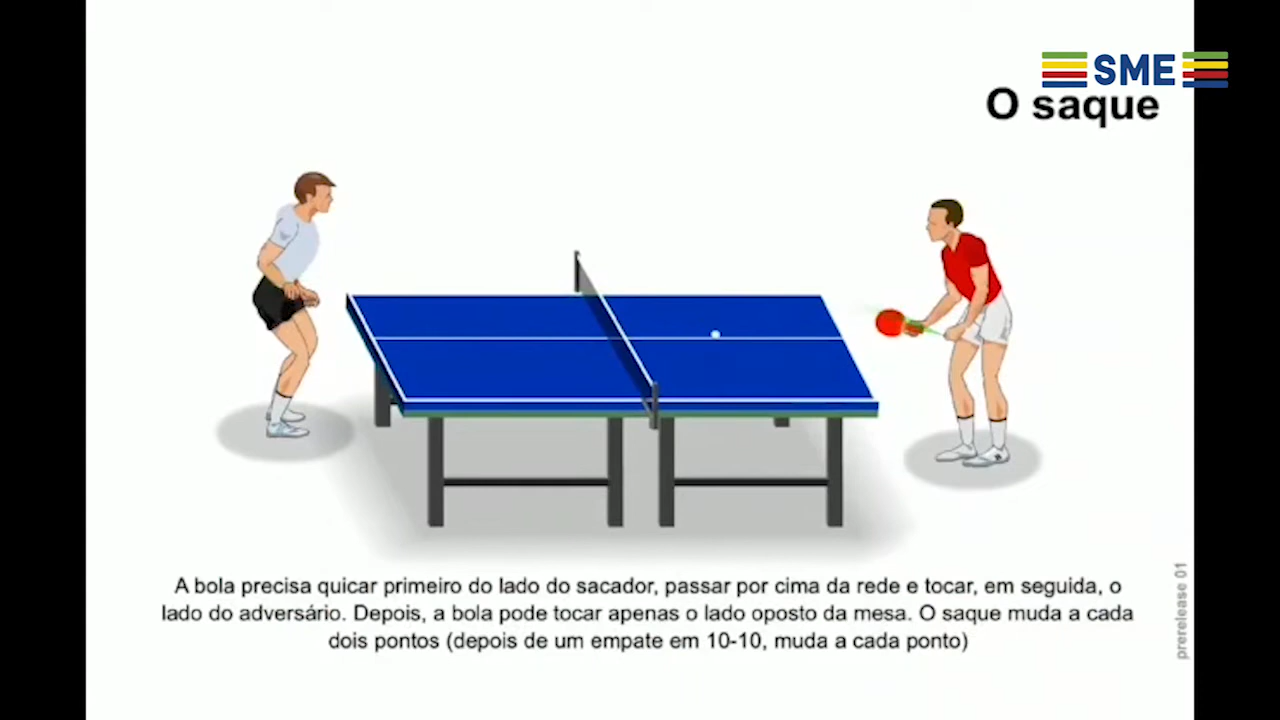 SME
O saque
A bola precisa quicar primeiro do lado do sacador, passar por cima da rede e tocar, em seguida, o
lado do adversário. Depois, a bola pode tocar apenas o lado oposto da mesa. O saque muda a cada
dois pontos (depois de um empate em 10-10, muda a cada ponto)
prerelease 01